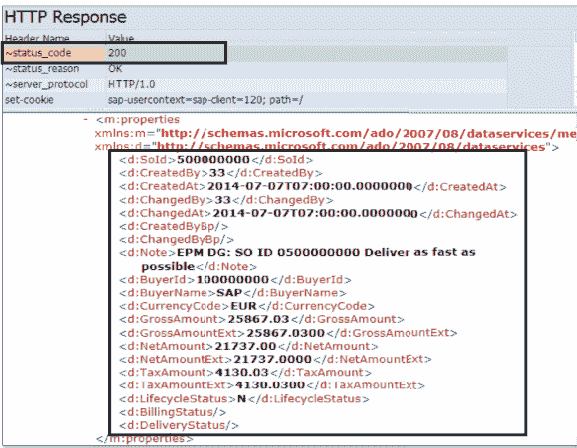 HTTP Response
Header Name Value
~status_code 200
~status_reason OK
~server_protocol HTTP/1.0
set-cookie sap-usercontext=sap-client=120; path=/
- <m:properties
xmlns:m="http://schemas.microsoft.com/ado/2007/08/dataservices/me
xmlns:d="http://schemas.microsoft.com/ado/2007/08/dataservices">
<d:SoId>500000000</d:SoId>
<d:CreatedBy>33</d:CreatedBy>
<d:CreatedAt>2014-07-07T07:00:00.0000000</d:CreatedAt>
<d:ChangedBy>33</d:ChangedBy>
<d:ChangedAt>2014-07-07T07:00:00.0000000</d:ChangedAt>
<d:CreatedByBp/>
<d:ChangedByBp/>
<d:Note>EPM DG: SO ID 0500000000 Deliver as fast as
possible</d:Note>
<d:BuyerId>100000000</d:BuyerId>
<d:BuyerName>SAP</d:BuyerName>
<d:CurrencyCode>EUR</d:CurrencyCode>
<d:GrossAmount>25867.03</d:GrossAmount>
<d:GrossAmountExt>25867.0300</d:GrossAmountExt>
<d:NetAmount>21737.00</d:NetAmount>
<d:NetAmountExt>21737.0000</d:NetAmountExt>
<d:TaxAmount>4130.03</d:TaxAmount>
<d:TaxAmountExt>4130.0300</d:TaxAmountExt>
<d:LifecycleStatus>N</d:LifecycleStatus>
<d:BillingStatus/>
<d:DeliveryStatus/>
</m:properties>